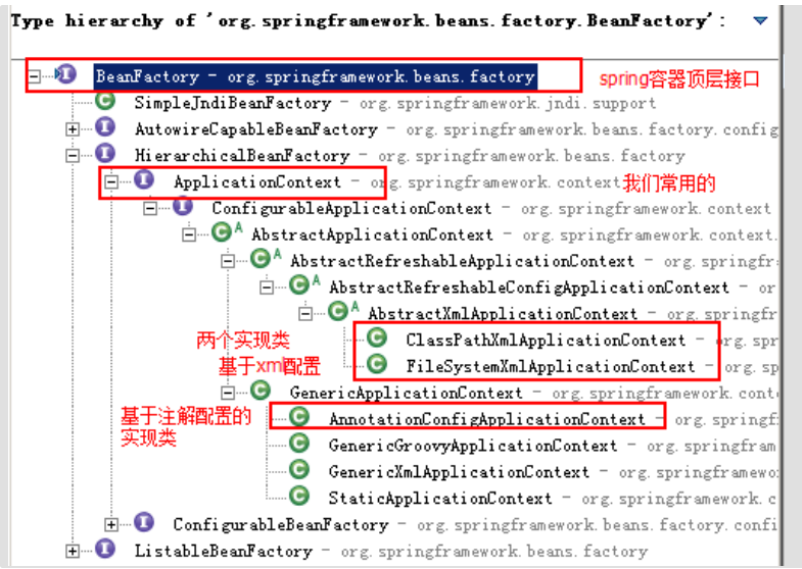 Type hierarchy of 'org.springframework.beans.factory.BeanFactory':
BeanFactory - org.springframework.beans.factory spring容器顶层接口
SimpleJndiBeanFactory - org.springframework.jndi.support
AutowireCapableBeanFactory - org.springframework.beans.factory.config
HierarchicalBeanFactory - org.springframework.beans.factory
ApplicationContext - org.springframework.context 我们常用的
ConfigurableApplicationContext - org.springframework.context
AbstractApplicationContext - org.springframework.context.
AbstractRefreshableApplicationContext - org.springfr
AbstractRefreshableConfigApplicationContext - or
AbstractXmlApplicationContext - org.springfr
两个实现类 ClassPathXmlApplicationContext - org.spr
基于xml配置 FileSystemXmlApplicationContext - org.sp
GenericApplicationContext - org.springframework.cont
基于注解配置的 AnnotationConfigApplicationContext - org.springf
实现类 GenericGroovyApplicationContext - org.springfram
GenericXmlApplicationContext - org.springframewo
StaticApplicationContext - org.springframework.c
ConfigurableBeanFactory - org.springframework.beans.factory.confi
ListableBeanFactory - org.springframework.beans.factory